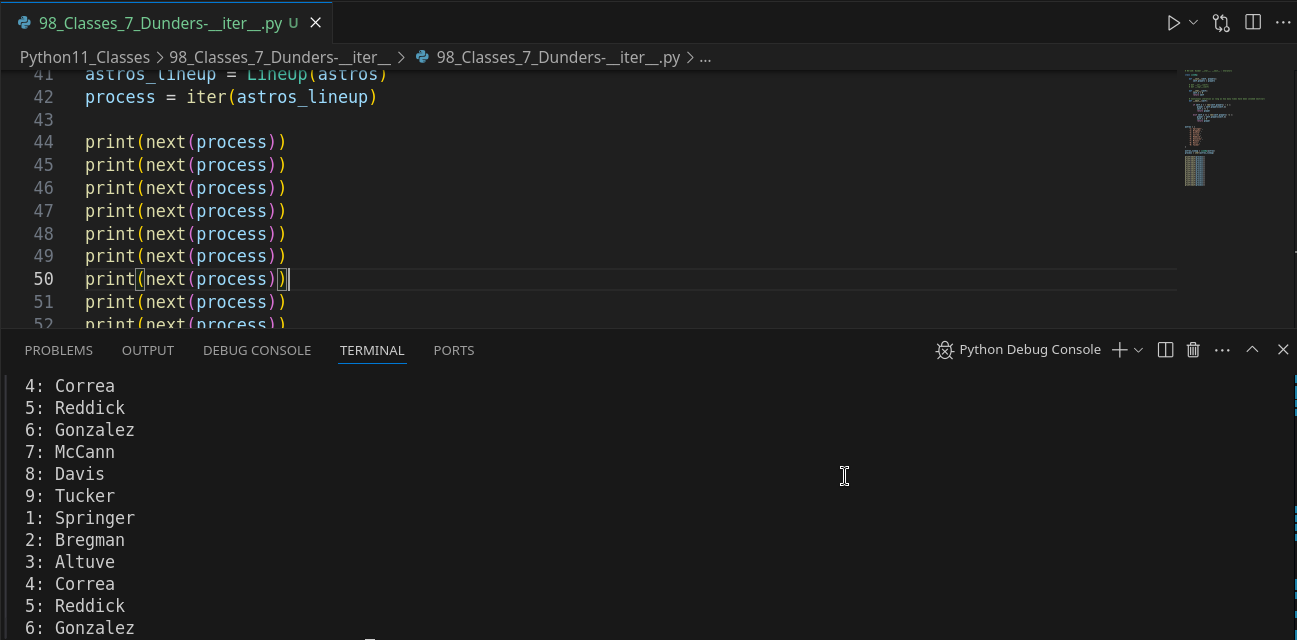 98_Classes_7_Dunders-__iter__.py U
Python11_Classes > 98_Classes_7_Dunders-__iter__ > 98_Classes_7_Dunders-__iter__.py > ...
41 astros_lineup = LineUp(astros)
42 process = iter(astros_lineup)
43
44 print(next(process))
45 print(next(process))
46 print(next(process))
47 print(next(process))
48 print(next(process))
49 print(next(process))
50 print(next(process))
51 print(next(process))
52 print(next(process))
PROBLEMS OUTPUT DEBUG CONSOLE TERMINAL PORTS Python Debug Console
4: Correa
5: Reddick
6: Gonzalez
7: McCann
8: Davis
9: Tucker
1: Springer
2: Bregman
3: Altuve
4: Correa
5: Reddick
6: Gonzalez